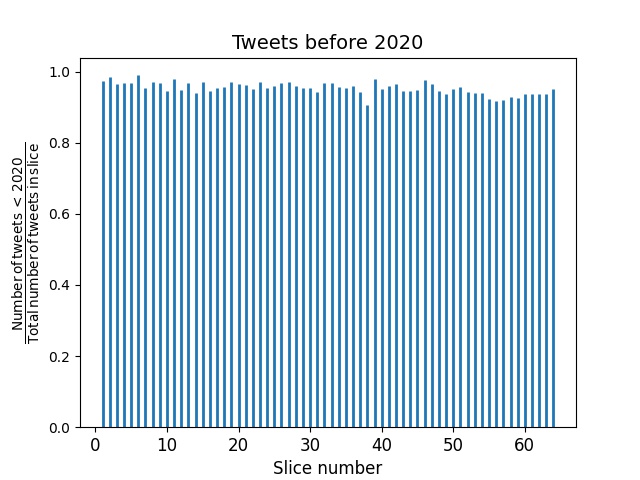 Tweets before 2020
Number of tweets < 2020
Total number of tweets in slice
1.0
0.8
0.6
0.4
0.2
0.0
0 10 20 30 40 50 60
Slice number